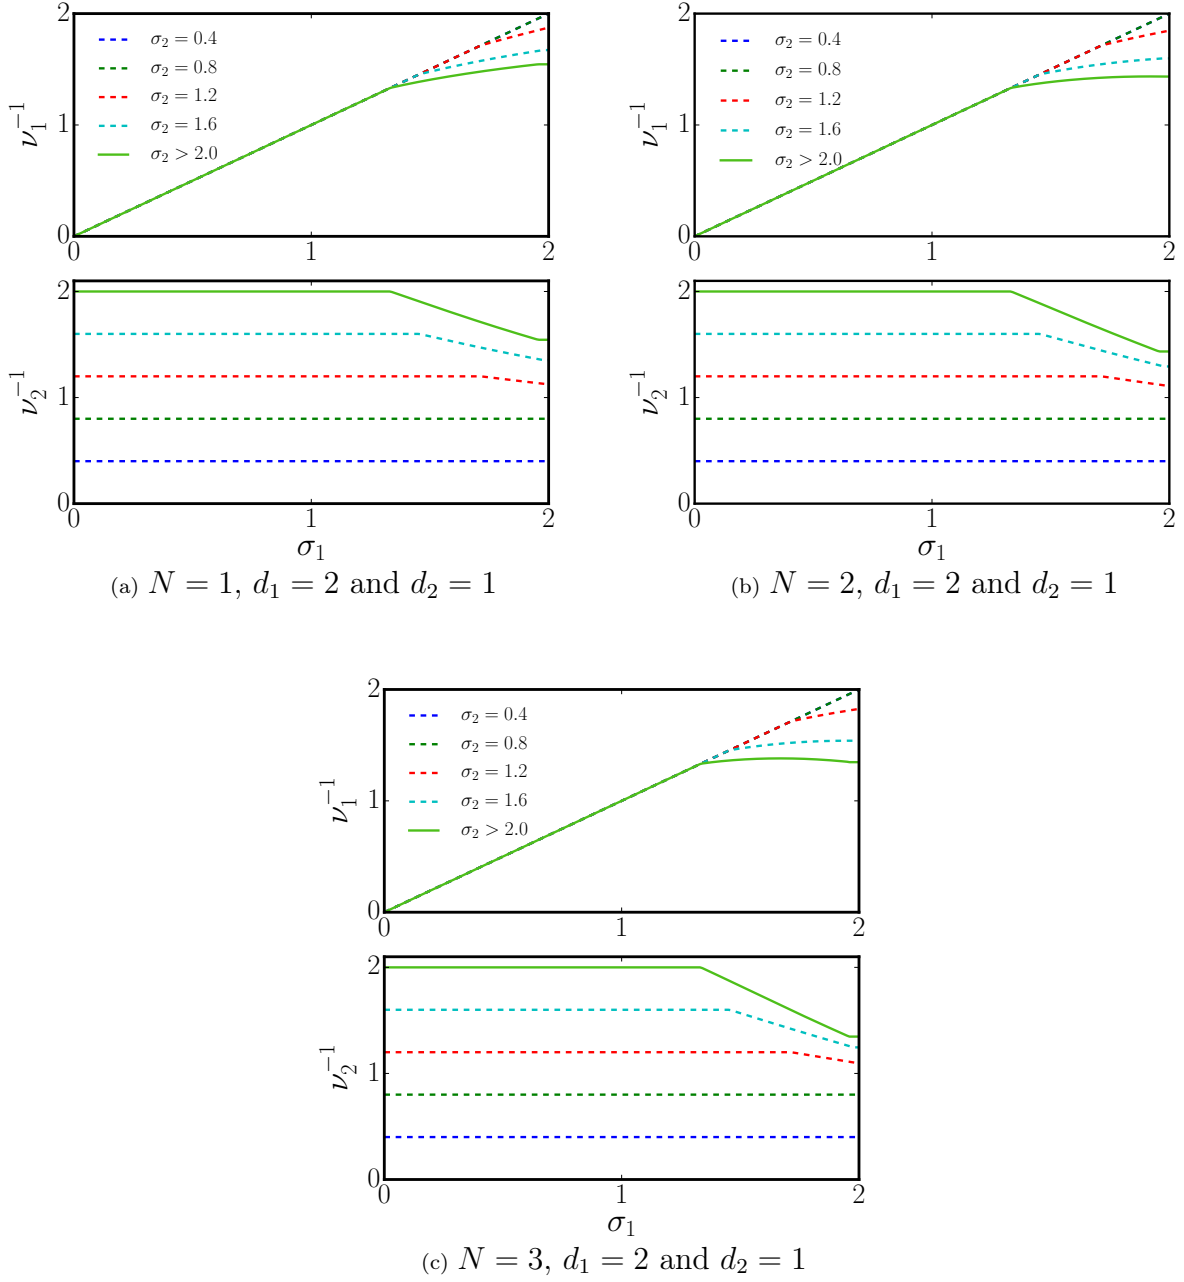 2
1
0
ν₁⁻¹
σ₂ = 0.4
σ₂ = 0.8
σ₂ = 1.2
σ₂ = 1.6
σ₂ > 2.0
0 1 2
2
1
0
ν₂⁻¹
0 1 2
σ₁
(a) N = 1, d₁ = 2 and d₂ = 1
2
1
0
ν₁⁻¹
σ₂ = 0.4
σ₂ = 0.8
σ₂ = 1.2
σ₂ = 1.6
σ₂ > 2.0
0 1 2
2
1
0
ν₂⁻¹
0 1 2
σ₁
(b) N = 2, d₁ = 2 and d₂ = 1
2
1
0
ν₁⁻¹
σ₂ = 0.4
σ₂ = 0.8
σ₂ = 1.2
σ₂ = 1.6
σ₂ > 2.0
0 1 2
2
1
0
ν₂⁻¹
0 1 2
σ₁
(c) N = 3, d₁ = 2 and d₂ = 1